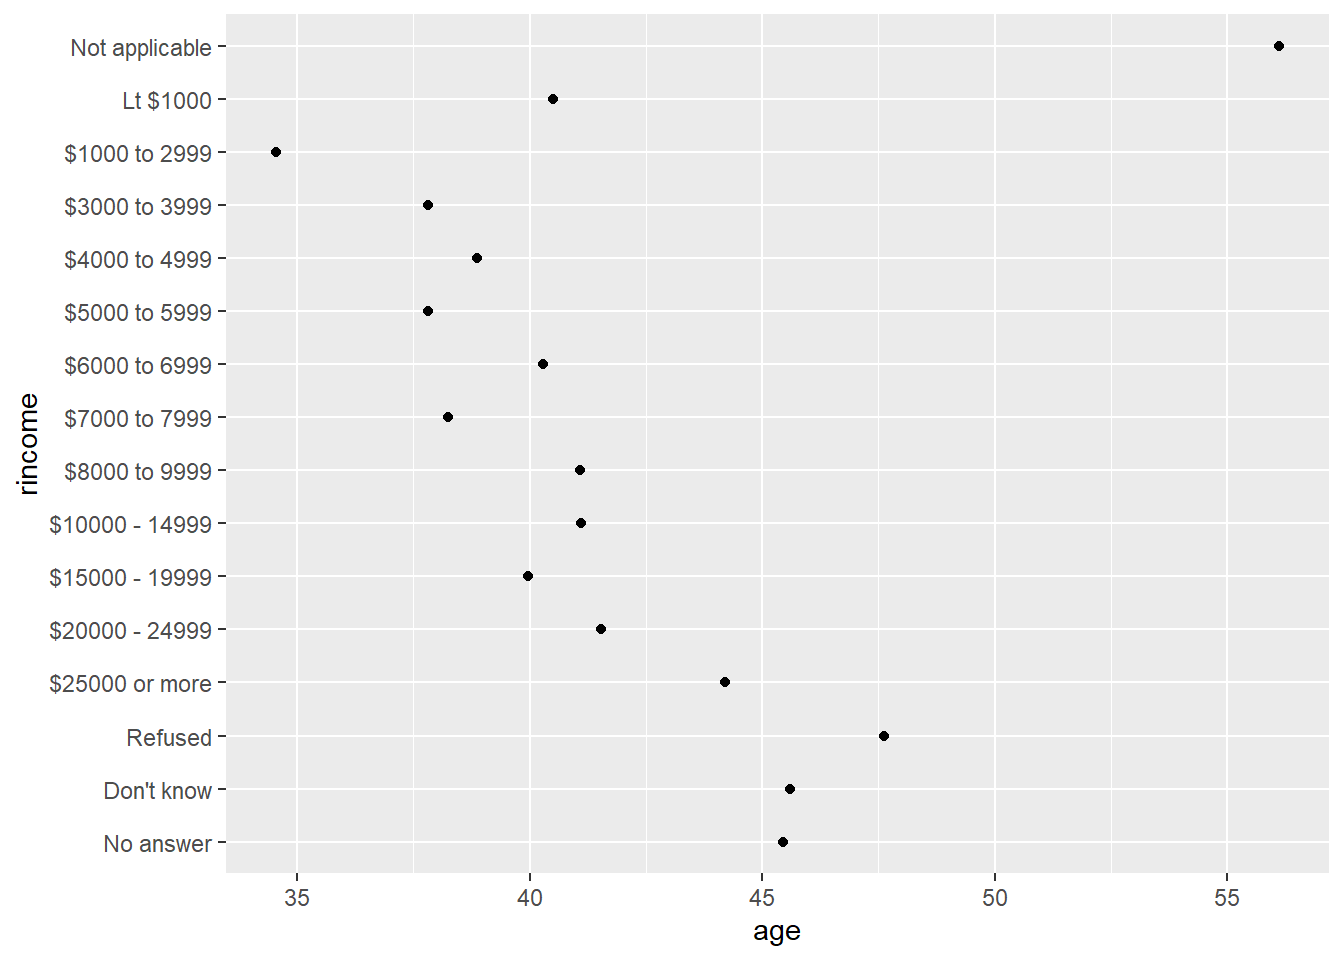 Not applicable
Lt $1000
$1000 to 2999
$3000 to 3999
$4000 to 4999
$5000 to 5999
$6000 to 6999
$7000 to 7999
$8000 to 9999
$10000 - 14999
$15000 - 19999
$20000 - 24999
$25000 or more
Refused
Don't know
No answer
rincome
35 40 45 50 55
age